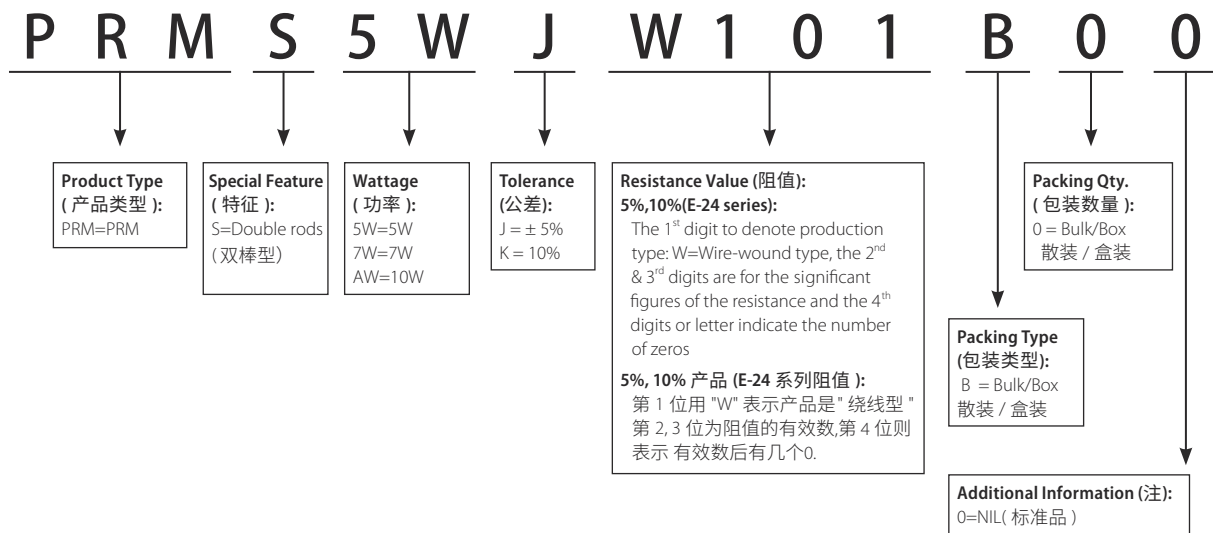 P R M S 5 W J W 1 0 1 B 0 0
Product Type
( 产品类型 ):
PRM=PRM
Special Feature
( 特征 ):
S=Double rods
( 双棒型)
Wattage
( 功率 ):
5W=5W
7W=7W
AW=10W
Tolerance
(公差):
J = ± 5%
K = 10%
Resistance Value (阻值):
5%,10%(E-24 series):
The 1st digit to denote production
type: W=Wire-wound type, the 2nd
& 3rd digits are for the significant
figures of the resistance and the 4th
digits or letter indicate the number
of zeros
5%, 10% 产品 (E-24 系列阻值 ):
第 1 位用 "W" 表示产品是" 绕线型 "
第 2, 3 位为阻值的有效数,第 4 位则
表示 有效数后有几个0.
Packing Qty.
( 包装数量 ):
0 = Bulk/Box
散装 / 盒装
Packing Type
(包装类型):
B = Bulk/Box
散装 / 盒装
Additional Information (注):
0=NIL( 标准品 )